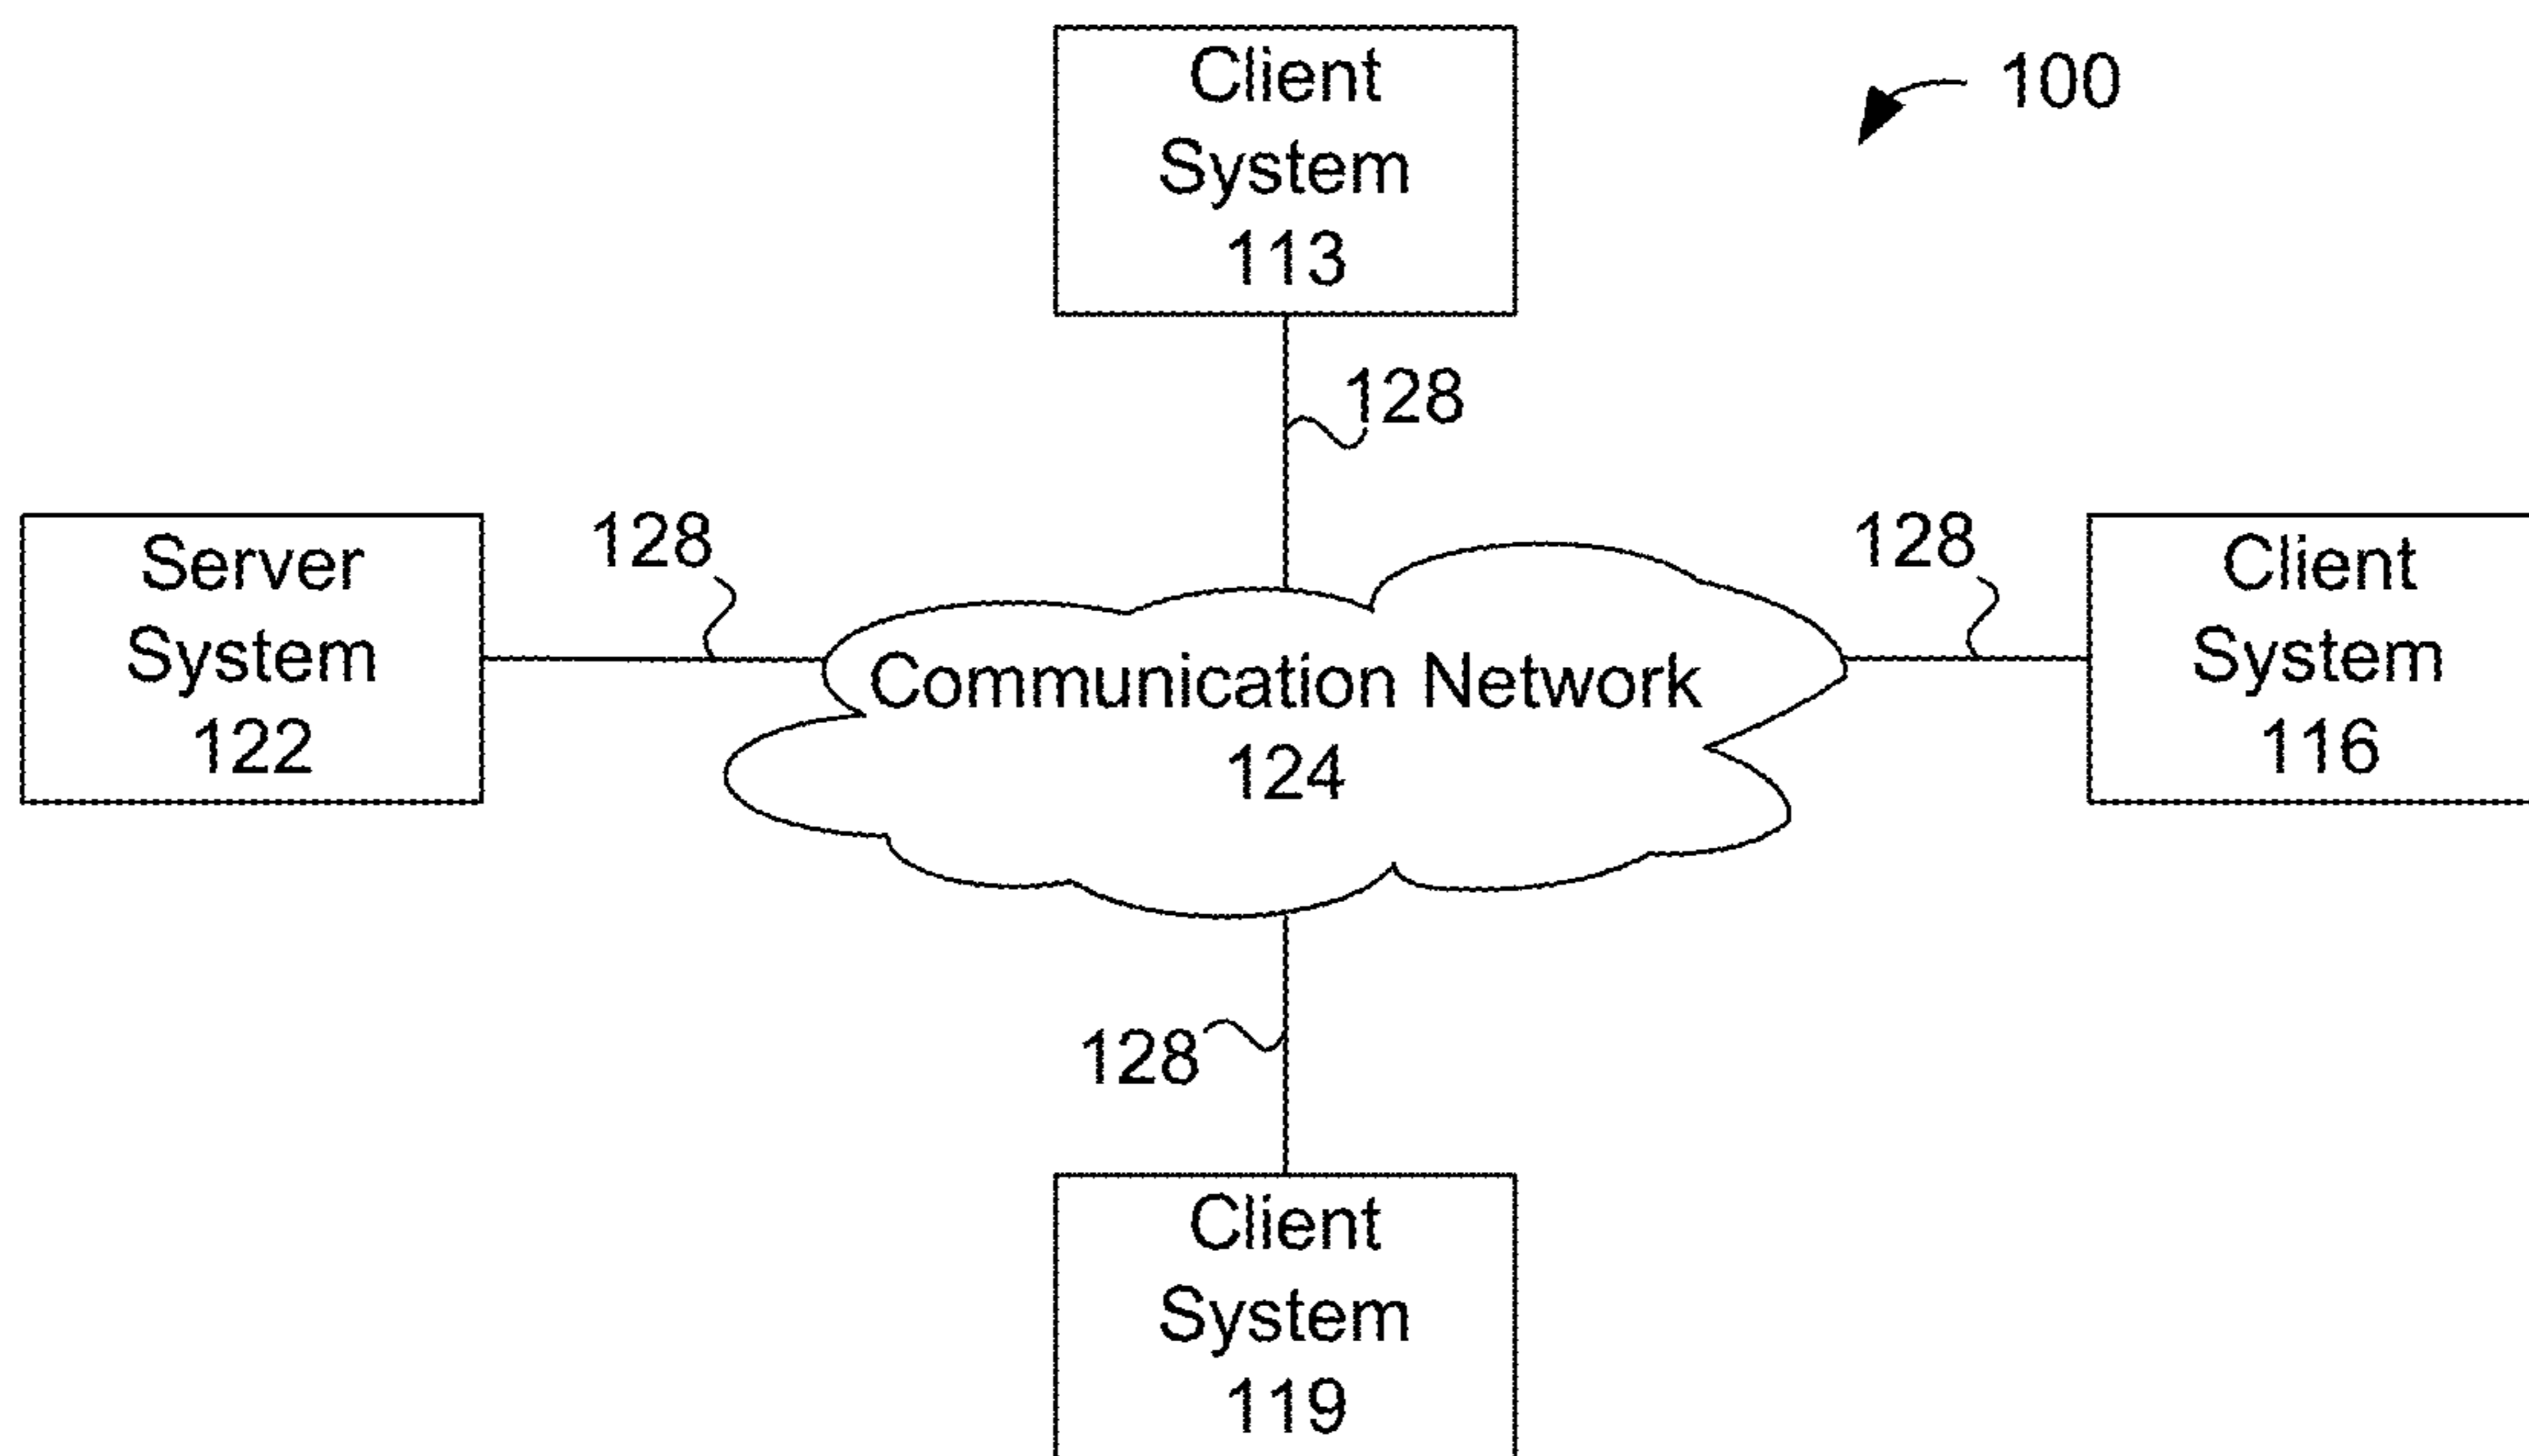 Client
System
113
100
128
Server
System
122
128
128
Client
System
116
Communication Network
124
128
Client
System
119